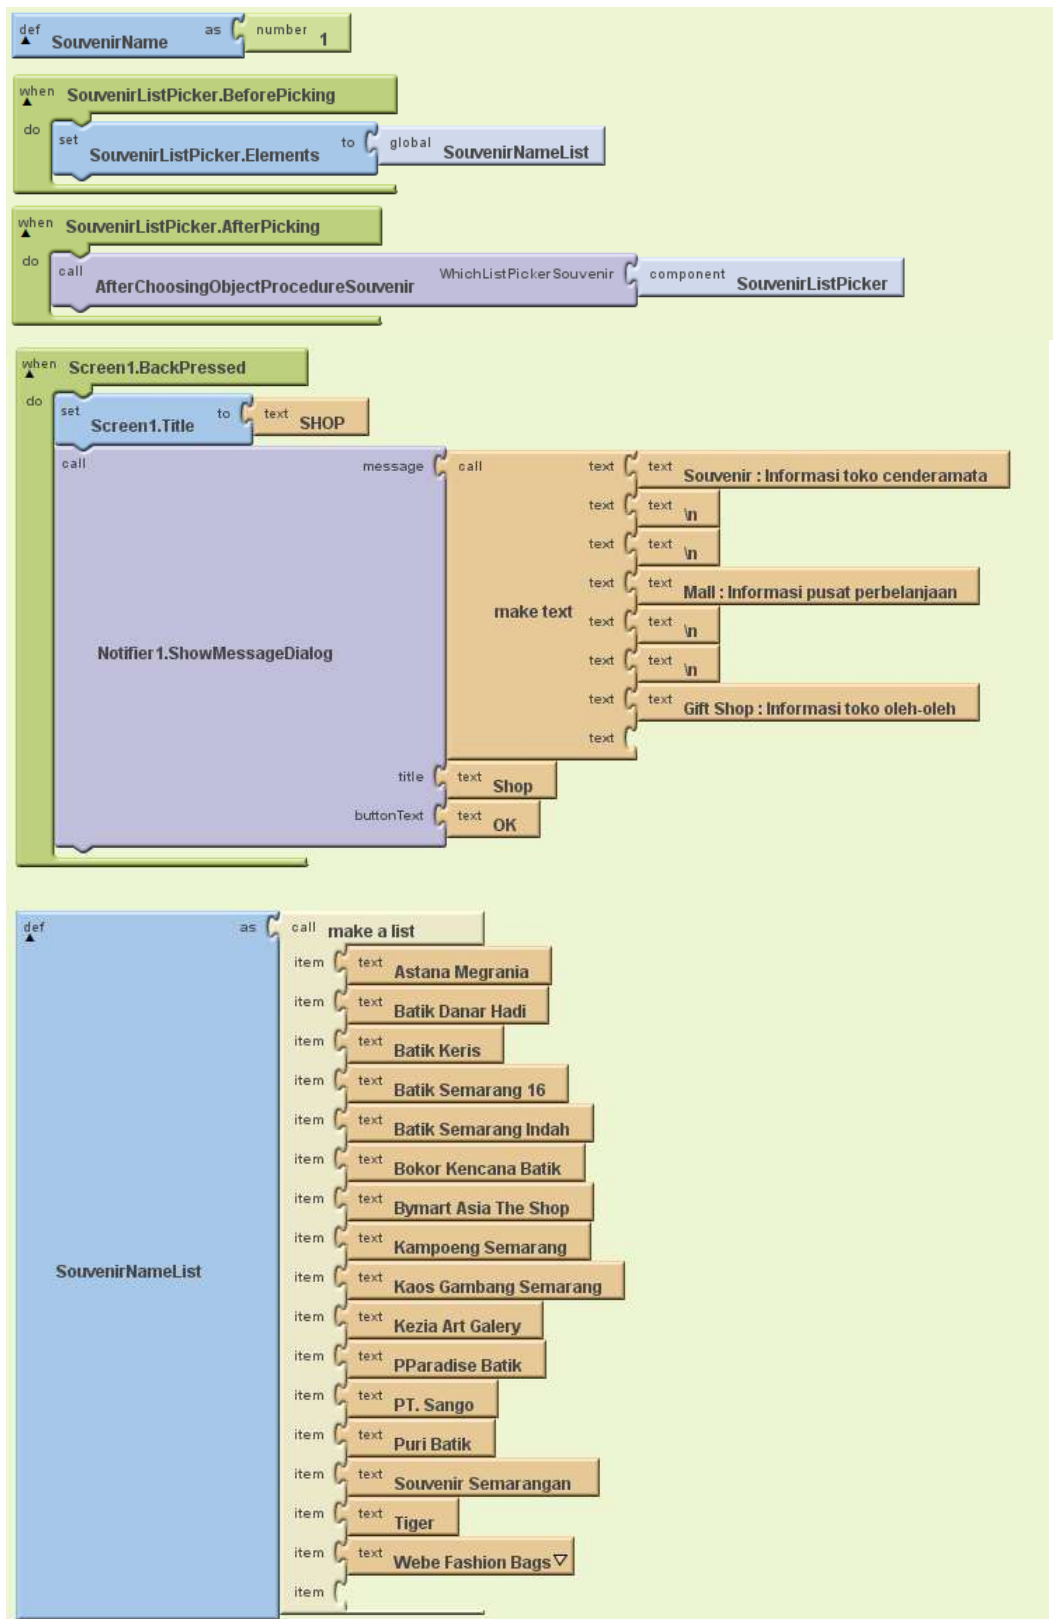 def SouvenirName as number 1
when SouvenirListPicker.BeforePicking
do set SouvenirListPicker.Elements to global SouvenirNameList
when SouvenirListPicker.AfterPicking
do call AfterChoosingObjectProcedureSouvenir WhichListPickerSouvenir component SouvenirListPicker
when Screen1.BackPressed
do set Screen1.Title to text SHOP
call Notifier1.ShowMessageDialog message call make text text text Souvenir : Informasi toko cenderamata
text text \n
text text \n
text text Mall : Informasi pusat perbelanjaan
text text \n
text text \n
text text Gift Shop : Informasi toko oleh-oleh
text
title text Shop
buttonText text OK
def SouvenirNameList as call make a list
item text Astana Megrania
item text Batik Danar Hadi
item text Batik Keris
item text Batik Semarang 16
item text Batik Semarang Indah
item text Bokor Kencana Batik
item text Bymart Asia The Shop
item text Kampoeng Semarang
item text Kaos Gambang Semarang
item text Kezia Art Galery
item text PParadise Batik
item text PT. Sango
item text Puri Batik
item text Souvenir Semarangan
item text Tiger
item text Webe Fashion Bags
item